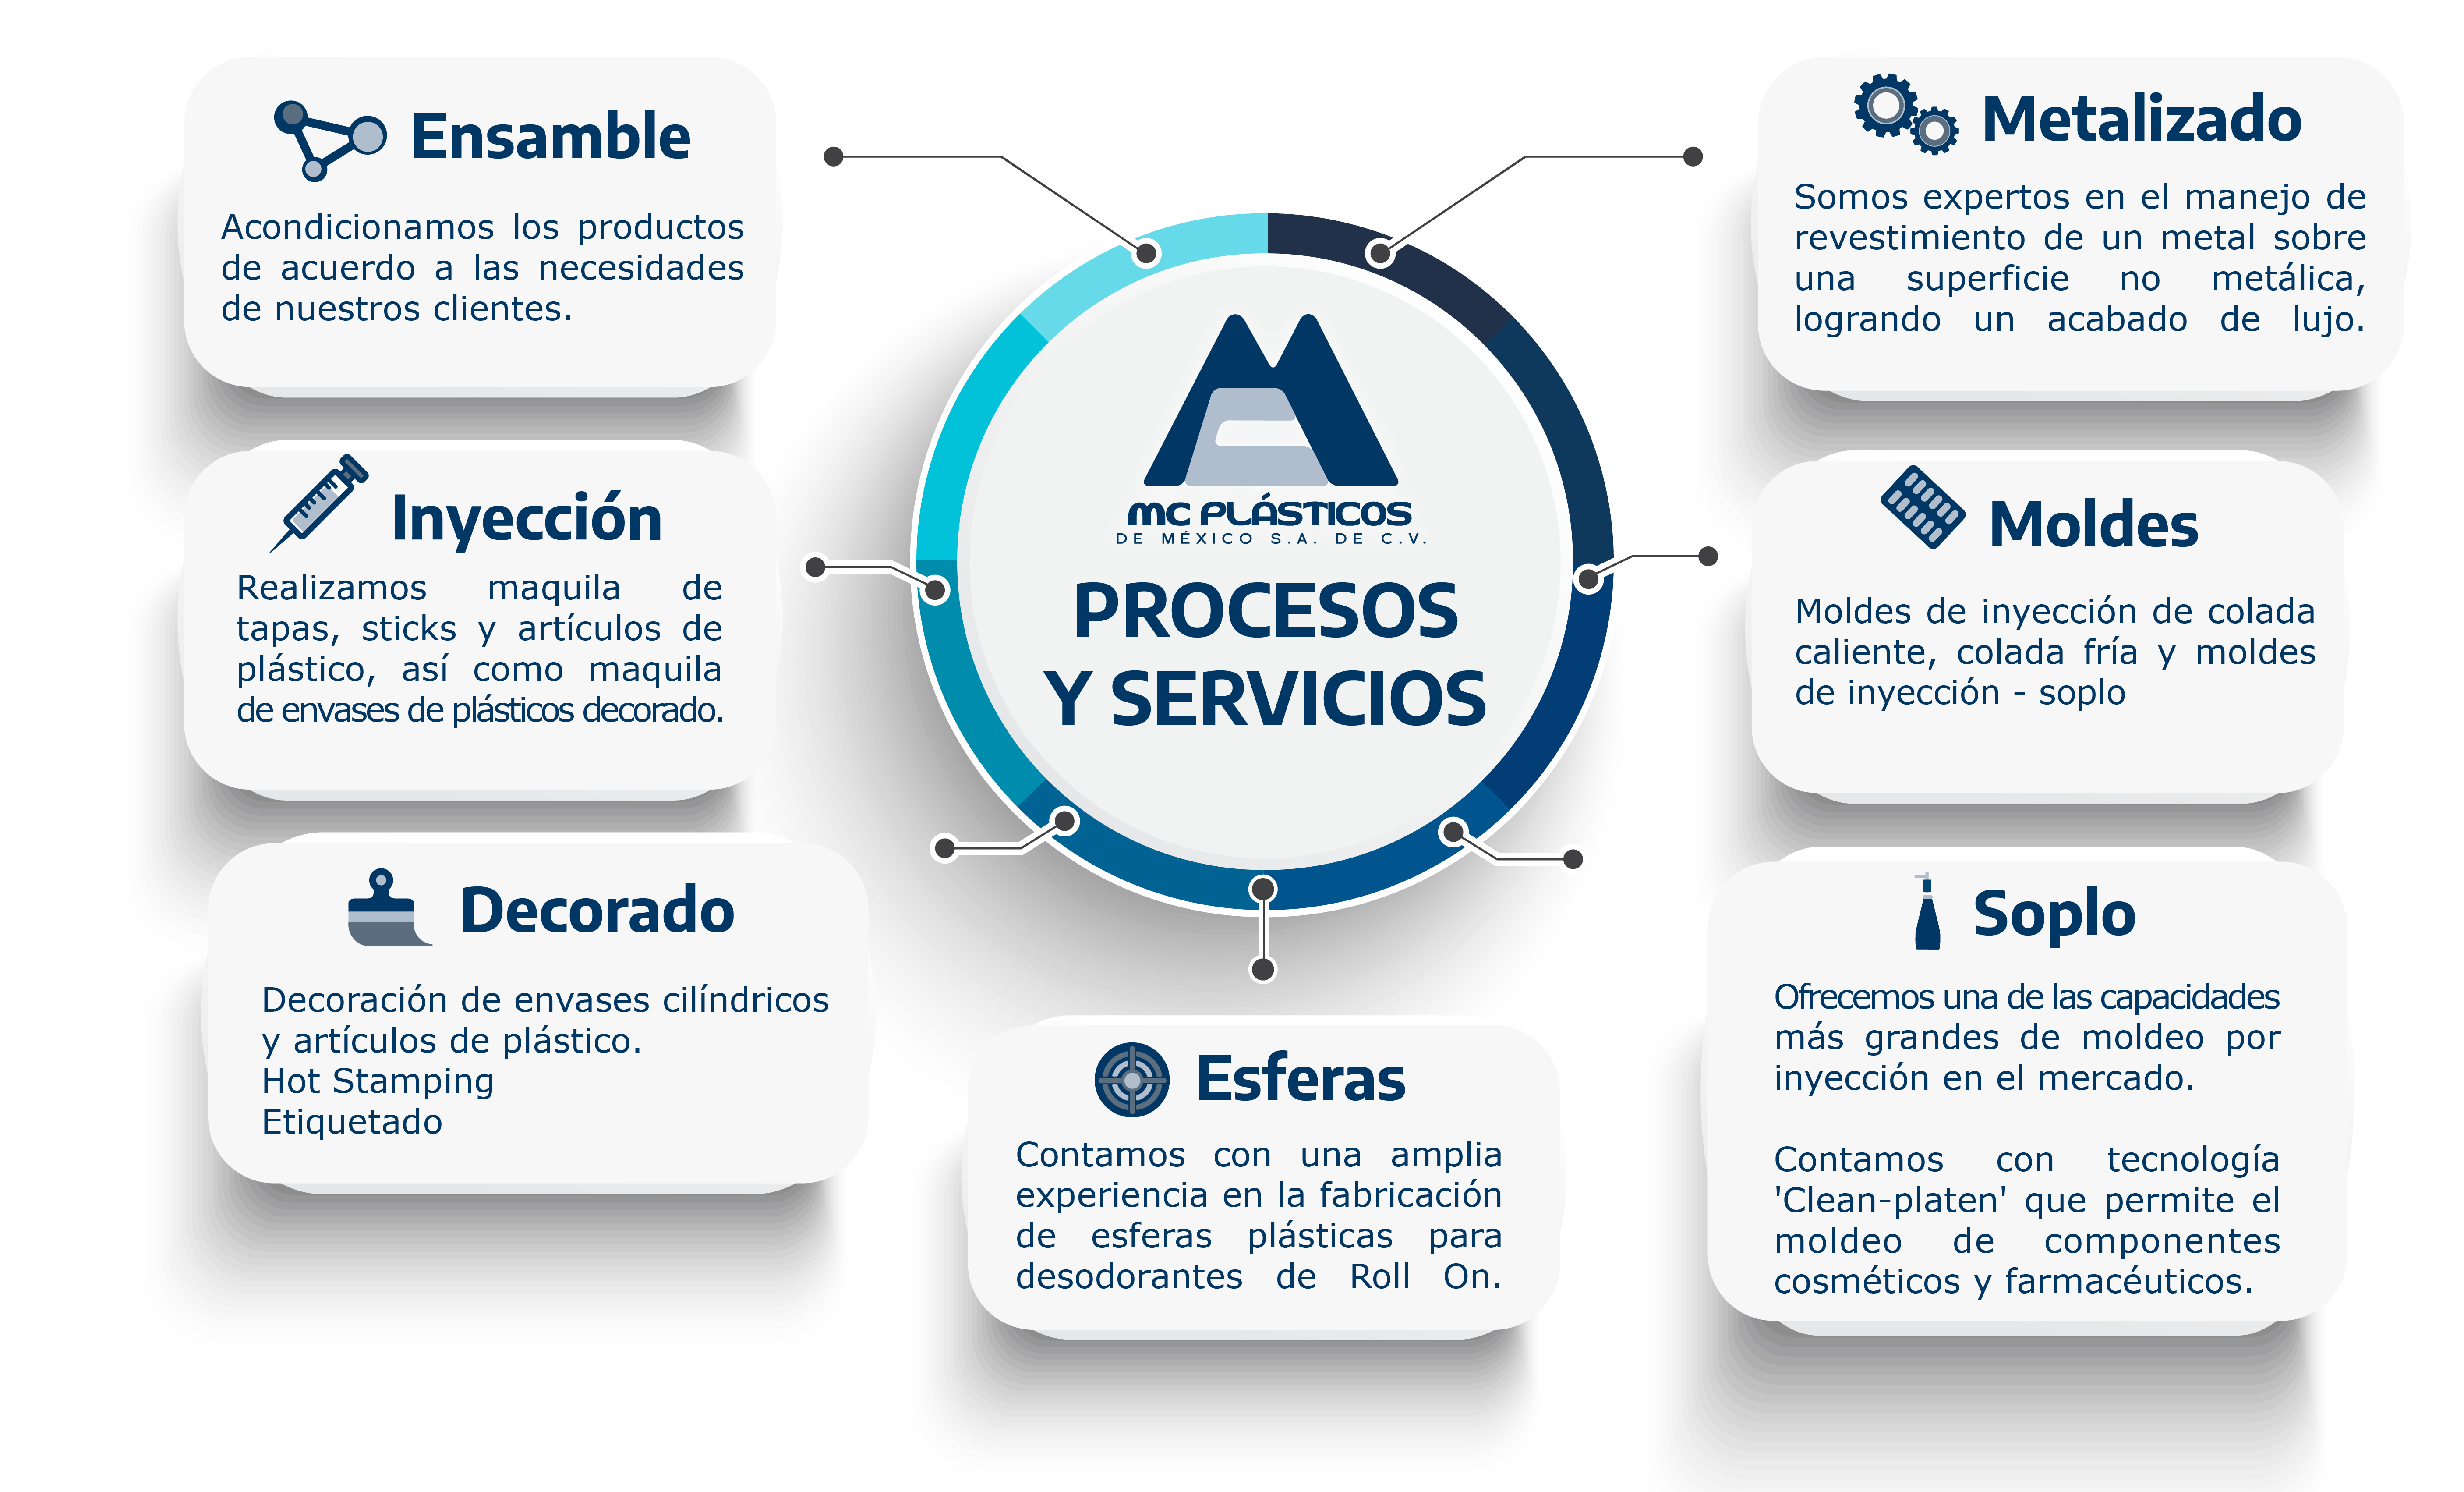 Ensamble
Acondicionamos los productos
de acuerdo a las necesidades
de nuestros clientes.
Inyección
Realizamos maquila de
tapas, sticks y artículos de
plástico, así como maquila
de envases de plásticos decorado.
Decorado
Decoración de envases cilíndricos
y artículos de plástico.
Hot Stamping
Etiquetado
MC PLÁSTICOS
DE MÉXICO S.A. DE C.V.
PROCESOS
Y SERVICIOS
Esferas
Contamos con una amplia
experiencia en la fabricación
de esferas plásticas para
desodorantes de Roll On.
Metalizado
Somos expertos en el manejo de
revestimiento de un metal sobre
una superficie no metálica,
logrando un acabado de lujo.
Moldes
Moldes de inyección de colada
caliente, colada fría y moldes
de inyección - soplo
Soplo
Ofrecemos una de las capacidades
más grandes de moldeo por
inyección en el mercado.
Contamos con tecnología
'Clean-platen' que permite el
moldeo de componentes
cosméticos y farmacéuticos.